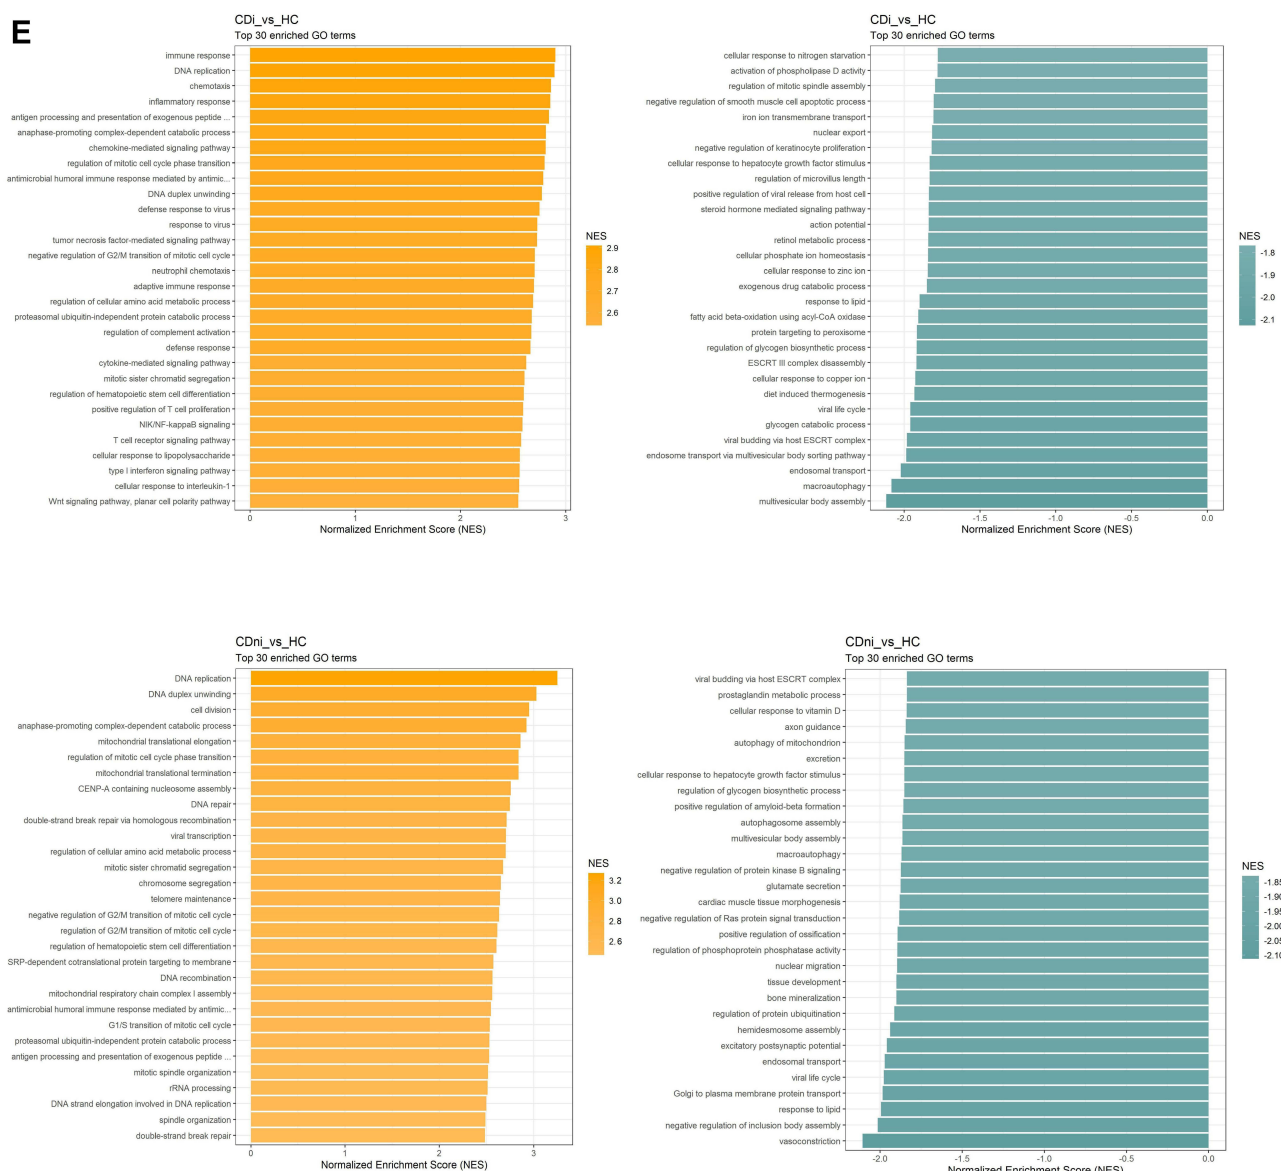 E
CDi_vs_HC
Top 30 enriched GO terms
immune response
DNA replication
chemotaxis
inflammatory response
antigen processing and presentation of exogenous peptide ...
anaphase-promoting complex-dependent catabolic process
chemokine-mediated signaling pathway
regulation of mitotic cell cycle phase transition
antimicrobial humoral immune response mediated by antimic...
DNA duplex unwinding
defense response to virus
response to virus
tumor necrosis factor-mediated signaling pathway
negative regulation of G2/M transition of mitotic cell cycle
neutrophil chemotaxis
adaptive immune response
regulation of cellular amino acid metabolic process
proteasomal ubiquitin-independent protein catabolic process
regulation of complement activation
defense response
cytokine-mediated signaling pathway
mitotic sister chromatid segregation
regulation of hematopoietic stem cell differentiation
positive regulation of T cell proliferation
NIK/NF-kappaB signaling
T cell receptor signaling pathway
cellular response to lipopolysaccharide
type I interferon signaling pathway
cellular response to interleukin-1
Wnt signaling pathway, planar cell polarity pathway
0 1 2 3
Normalized Enrichment Score (NES)
NES
2.9
2.8
2.7
2.6
CDi_vs_HC
Top 30 enriched GO terms
cellular response to nitrogen starvation
activation of phospholipase D activity
regulation of mitotic spindle assembly
negative regulation of smooth muscle cell apoptotic process
iron ion transmembrane transport
nuclear export
negative regulation of keratinocyte proliferation
cellular response to hepatocyte growth factor stimulus
regulation of microvillus length
positive regulation of viral release from host cell
steroid hormone mediated signaling pathway
action potential
retinol metabolic process
cellular phosphate ion homeostasis
cellular response to zinc ion
exogenous drug catabolic process
response to lipid
fatty acid beta-oxidation using acyl-CoA oxidase
protein targeting to peroxisome
regulation of glycogen biosynthetic process
ESCRT III complex disassembly
cellular response to copper ion
diet induced thermogenesis
viral life cycle
glycogen catabolic process
viral budding via host ESCRT complex
endosome transport via multivesicular body sorting pathway
endosomal transport
macroautophagy
multivesicular body assembly
-2.0 -1.5 -1.0 -0.5 0.0
Normalized Enrichment Score (NES)
NES
-1.8
-1.9
-2.0
-2.1
CDni_vs_HC
Top 30 enriched GO terms
DNA replication
DNA duplex unwinding
cell division
anaphase-promoting complex-dependent catabolic process
mitochondrial translational elongation
regulation of mitotic cell cycle phase transition
mitochondrial translational termination
CENP-A containing nucleosome assembly
DNA repair
double-strand break repair via homologous recombination
viral transcription
regulation of cellular amino acid metabolic process
mitotic sister chromatid segregation
chromosome segregation
telomere maintenance
negative regulation of G2/M transition of mitotic cell cycle
regulation of G2/M transition of mitotic cell cycle
regulation of hematopoietic stem cell differentiation
SRP-dependent cotranslational protein targeting to membrane
DNA recombination
mitochondrial respiratory chain complex I assembly
antimicrobial humoral immune response mediated by antimic...
G1/S transition of mitotic cell cycle
proteasomal ubiquitin-independent protein catabolic process
antigen processing and presentation of exogenous peptide ...
mitotic spindle organization
rRNA processing
DNA strand elongation involved in DNA replication
spindle organization
double-strand break repair
0 1 2 3
Normalized Enrichment Score (NES)
NES
3.2
3.0
2.8
2.6
CDni_vs_HC
Top 30 enriched GO terms
viral budding via host ESCRT complex
prostaglandin metabolic process
cellular response to vitamin D
axon guidance
autophagy of mitochondrion
excretion
cellular response to hepatocyte growth factor stimulus
regulation of glycogen biosynthetic process
positive regulation of amyloid-beta formation
autophagosome assembly
multivesicular body assembly
macroautophagy
negative regulation of protein kinase B signaling
glutamate secretion
cardiac muscle tissue morphogenesis
negative regulation of Ras protein signal transduction
positive regulation of ossification
regulation of phosphoprotein phosphatase activity
nuclear migration
tissue development
bone mineralization
regulation of protein ubiquitination
hemidesmosome assembly
excitatory postsynaptic potential
endosomal transport
viral life cycle
Golgi to plasma membrane protein transport
response to lipid
negative regulation of inclusion body assembly
vasoconstriction
-2.0 -1.5 -1.0 -0.5 0.0
Normalized Enrichment Score (NES)
NES
-1.85
-1.90
-1.95
-2.00
-2.05
-2.10